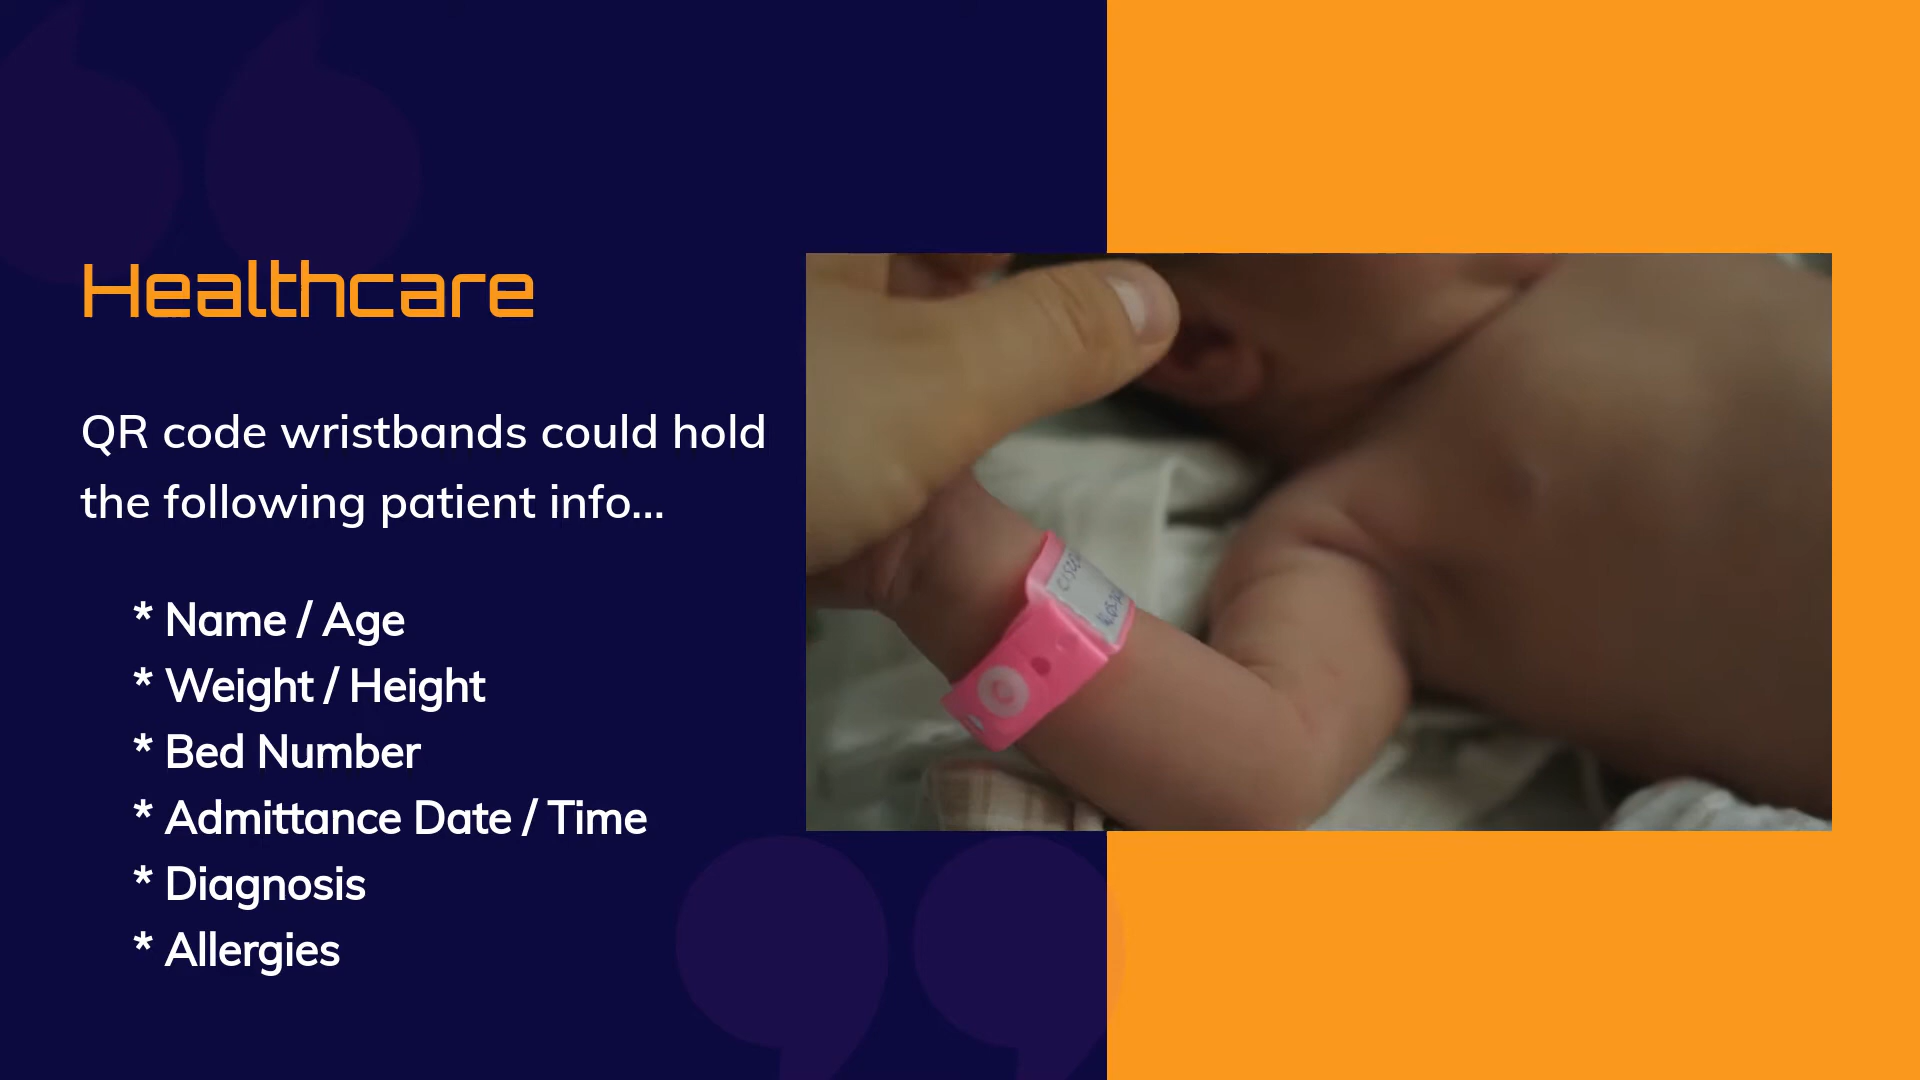 Healthcare
QR code wristbands could hold
the following patient info...
* Name / Age
* Weight / Height
* Bed Number
* Admittance Date / Time
* Diagnosis
* Allergies